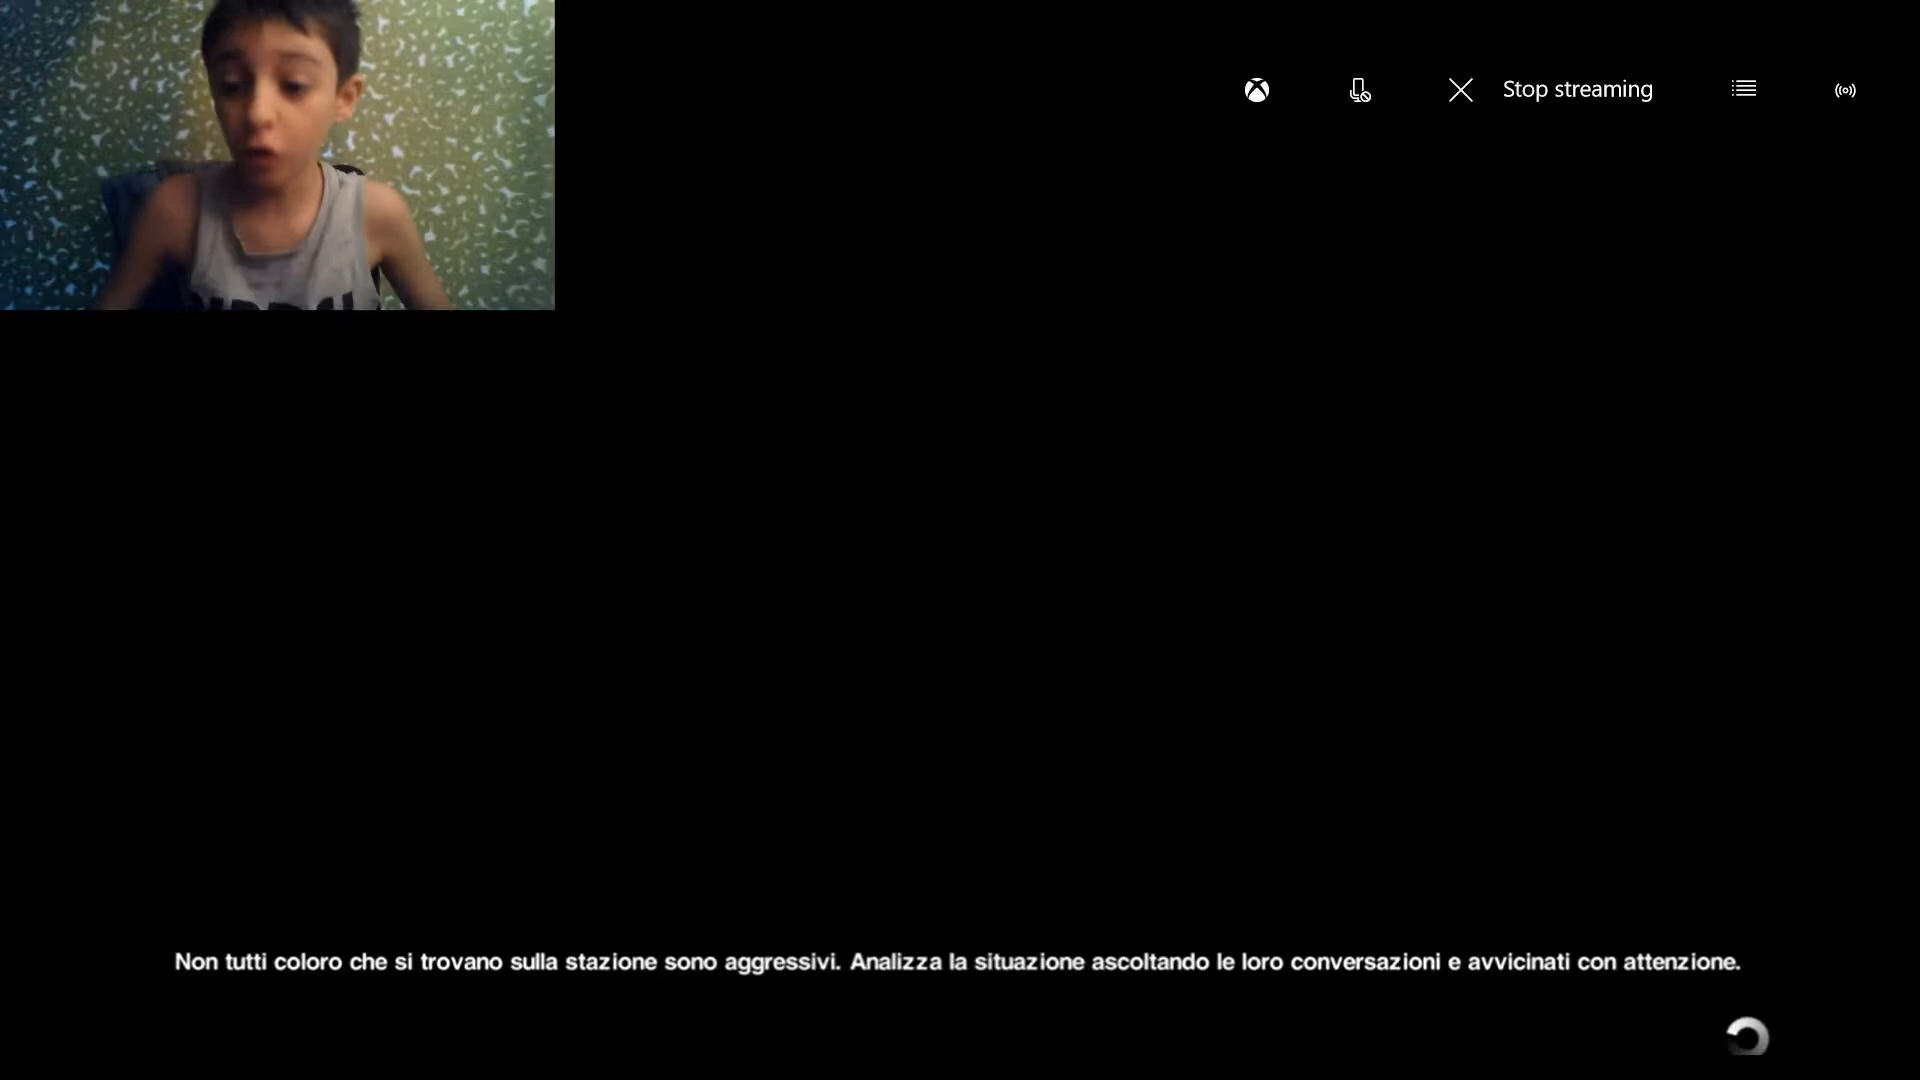 Stop streaming
Non tutti coloro che si trovano sulla stazione sono aggressivi. Analizza la situazione ascoltando le loro conversazioni e avvicinati con attenzione.